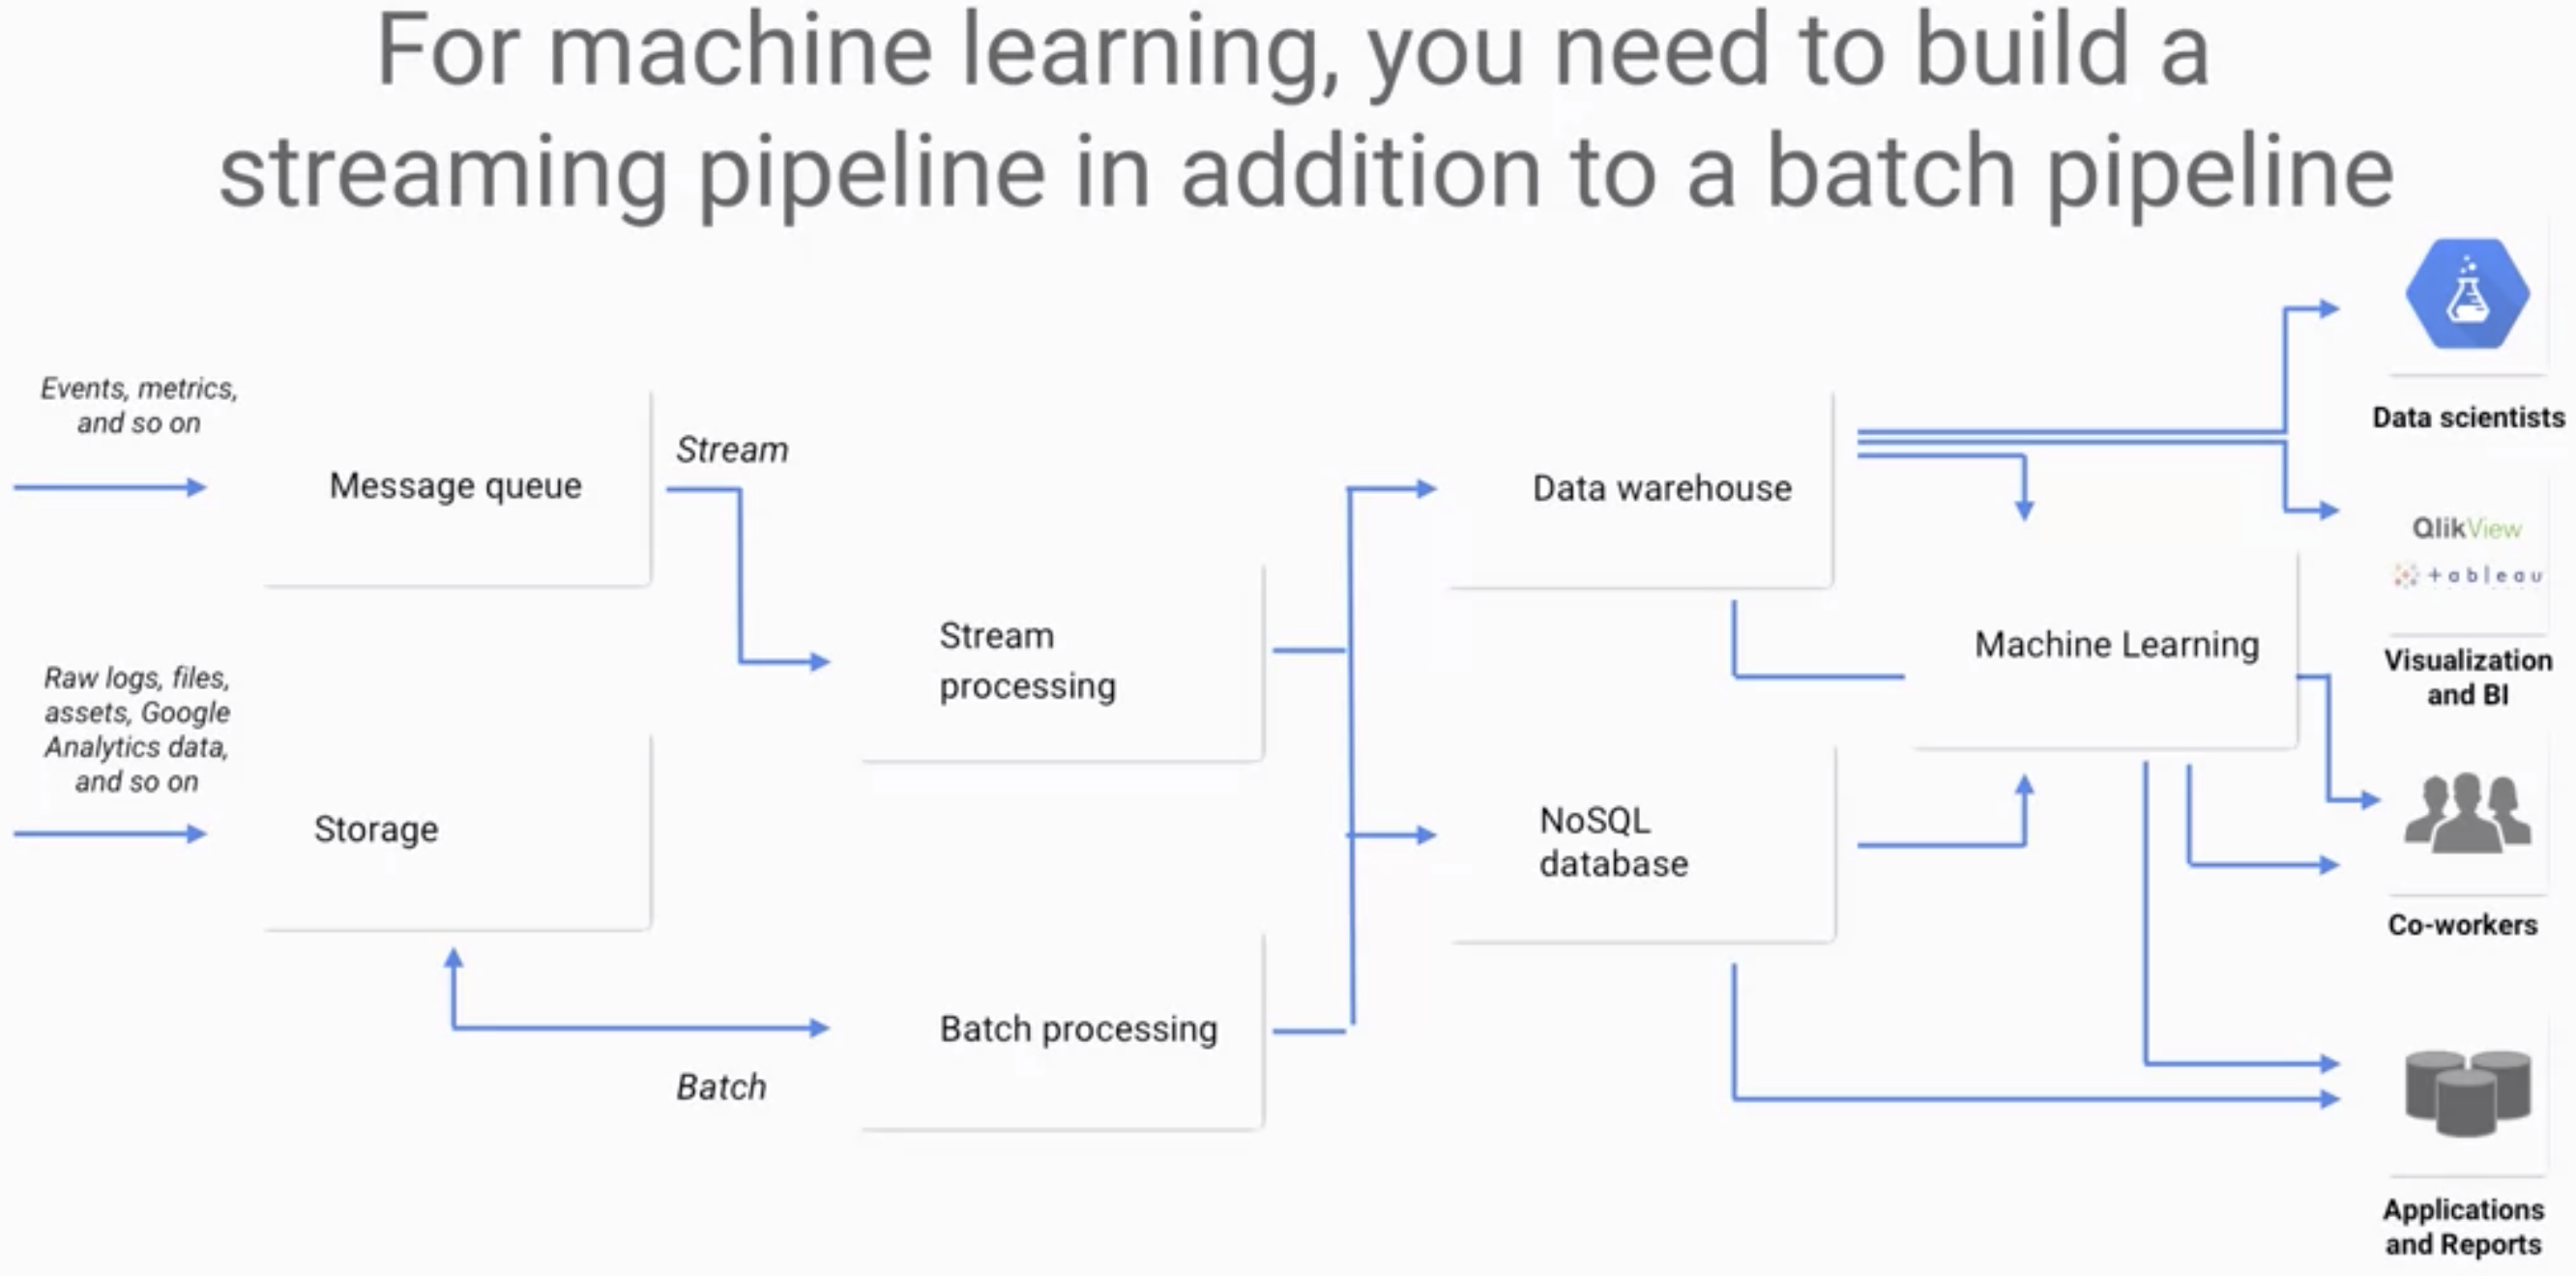 For machine learning, you need to build a
streaming pipeline in addition to a batch pipeline
Events, metrics,
and so on
Message queue
Stream
Raw logs, files,
assets, Google
Analytics data,
and so on
Storage
Stream
processing
Batch processing
Batch
Data warehouse
NoSQL
database
Machine Learning
Data scientists
QlikView
+ableau
Visualization
and BI
Co-workers
Applications
and Reports